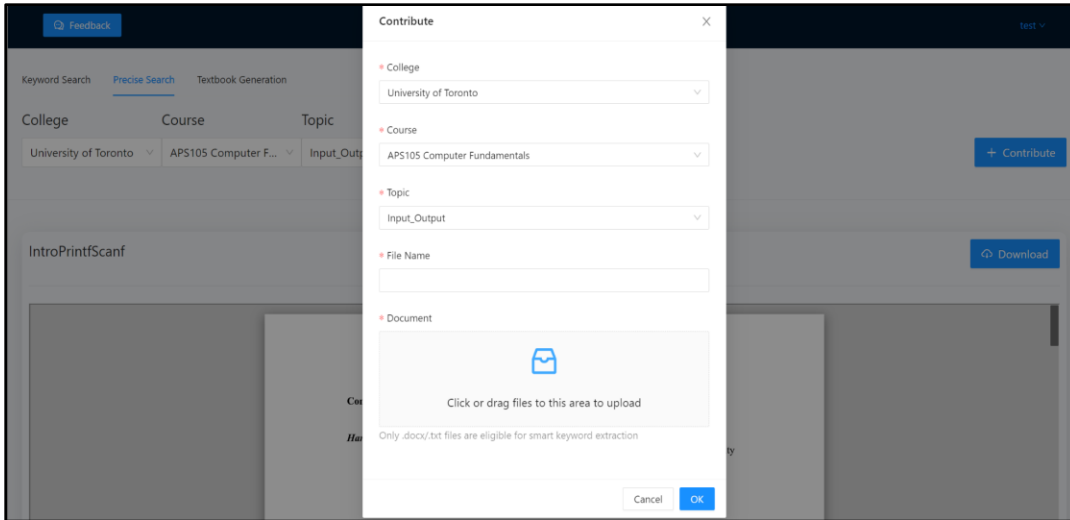 Feedback
test
Keyword Search Precise Search Textbook Generation
College Course Topic
University of Toronto APS105 Computer F... Input_Outp
+ Contribute
IntroPrintfScanf
Download
Contribute
* College
University of Toronto
* Course
APS105 Computer Fundamentals
* Topic
Input_Output
* File Name
* Document
Click or drag files to this area to upload
Only .docx/.txt files are eligible for smart keyword extraction
Cancel OK